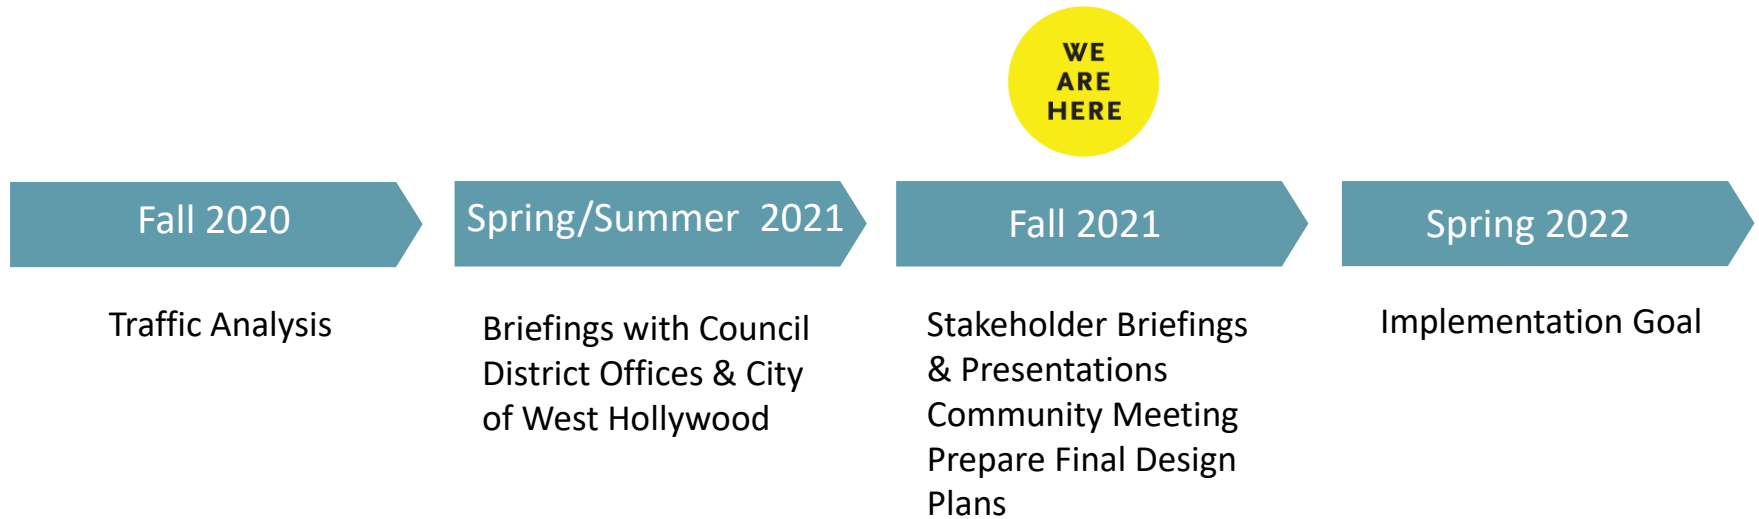 WE
ARE
HERE
Fall 2020
Spring/Summer  2021
Fall 2021
Spring 2022
Traffic Analysis
Briefings with Council
District Offices & City
of West Hollywood
Stakeholder Briefings
& Presentations
Community Meeting
Prepare Final Design
Plans
Implementation Goal